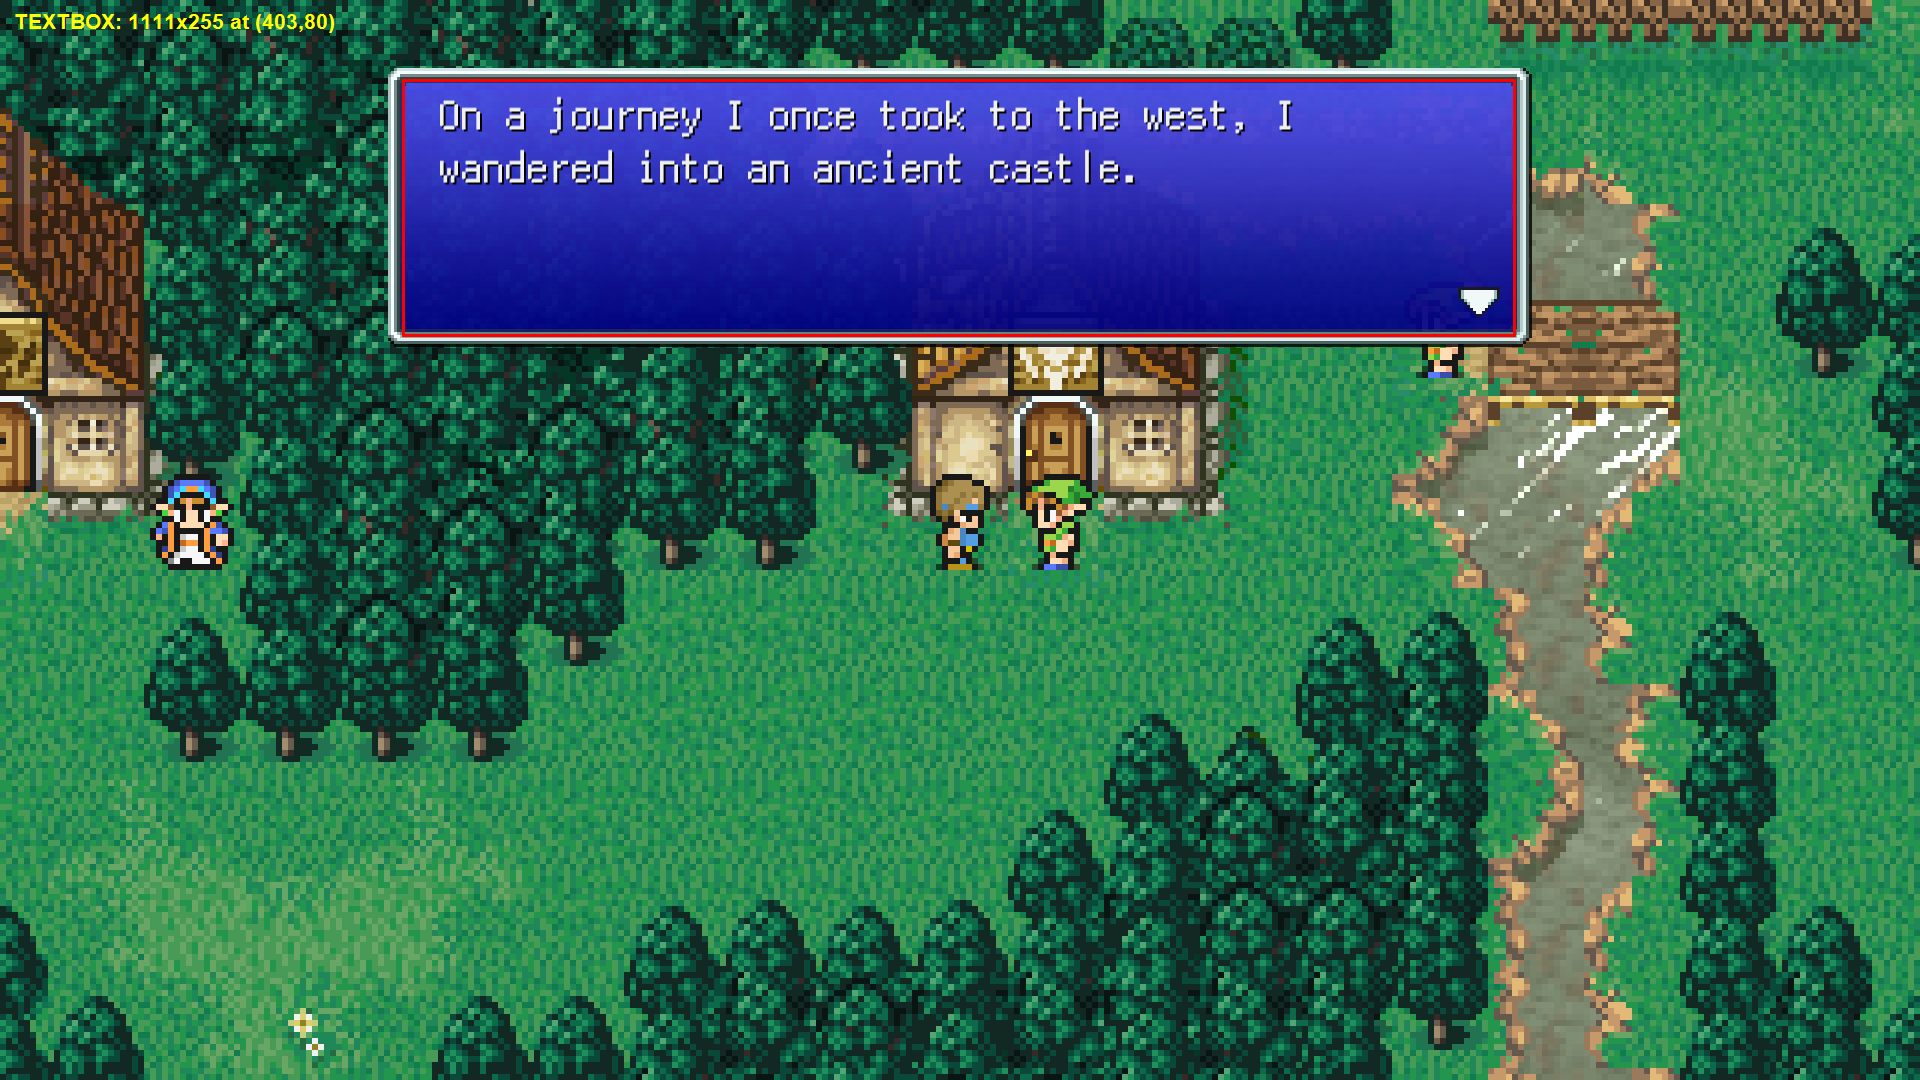 TEXTBOX: 1111x255 at (403,80)
On a journey I once took to the west, I
wandered into an ancient castle.